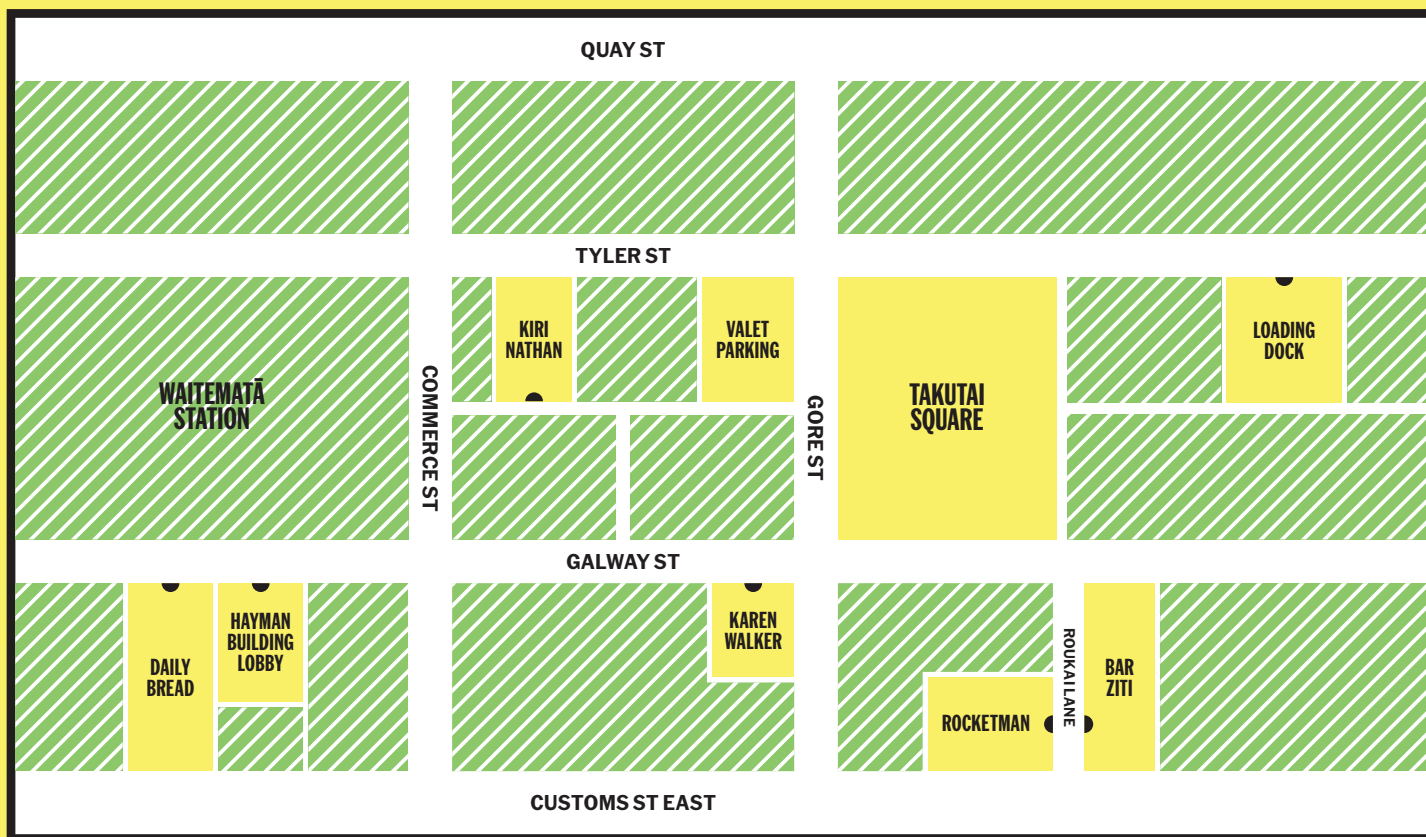 QUAY ST
TYLER ST
KIRI
NATHAN
VALET
PARKING
LOADING
DOCK
WAITEMATĀ
STATION
COMMERCE ST
GORE ST
TAKUTAI
SQUARE
GALWAY ST
DAILY
BREAD
HAYMAN
BUILDING
LOBBY
KAREN
WALKER
ROCKETMAN
ROUKAI LANE
BAR
ZITI
CUSTOMS ST EAST